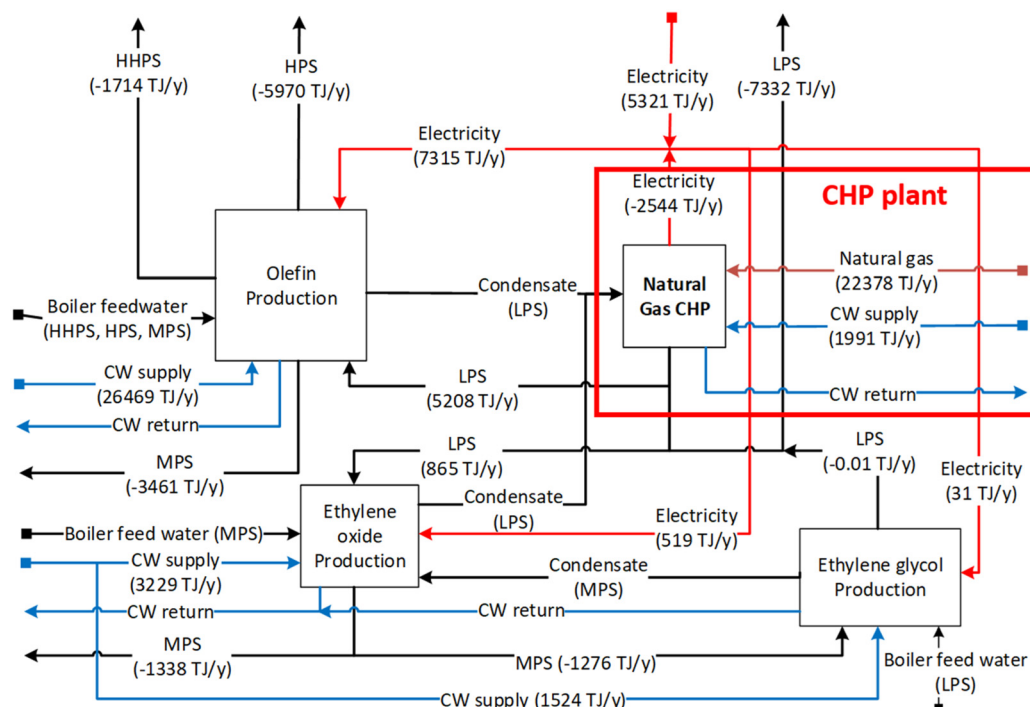 HHPS
(-1714 TJ/y)
HPS
(-5970 TJ/y)
Electricity
(5321 TJ/y)
LPS
(-7332 TJ/y)
Electricity
(7315 TJ/y)
Electricity
(-2544 TJ/y)
CHP plant
Olefin
Production
Condensate
(LPS)
Natural
Gas CHP
Natural gas
(22378 TJ/y)
CW supply
(1991 TJ/y)
CW return
Boiler feedwater
(HHPS, HPS, MPS)
CW supply
(26469 TJ/y)
CW return
LPS
(5208 TJ/y)
MPS
(-3461 TJ/y)
LPS
(865 TJ/y)
LPS
(-0.01 TJ/y)
Electricity
(31 TJ/y)
Condensate
(LPS)
Ethylene
oxide
Production
Boiler feed water (MPS)
Electricity
(519 TJ/y)
CW supply
(3229 TJ/y)
Condensate
(MPS)
Ethylene glycol
Production
CW return
CW return
MPS
(-1338 TJ/y)
MPS (-1276 TJ/y)
Boiler feed water
(LPS)
CW supply (1524 TJ/y)